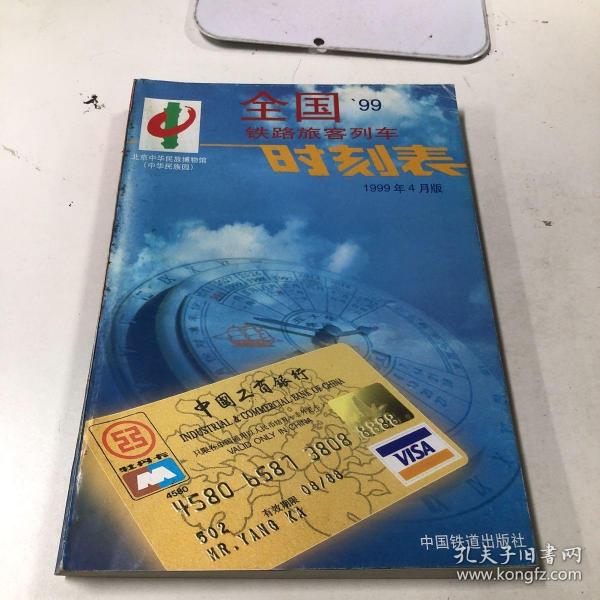 全国 '99
铁路旅客列车
时刻表
1999年4月版
北京中华民族博物馆
(中华民族园)
中国工商银行
INDUSTRIAL & COMMERCIAL BANK OF CHINA
VALID ONLY IN CHINA
牡丹卡
4580
4580 6587 3808 8888
VISA
502
有效期限 08/88
MR.YANG KA
中国铁道出版社
孔夫子旧书网
www.kongfz.com